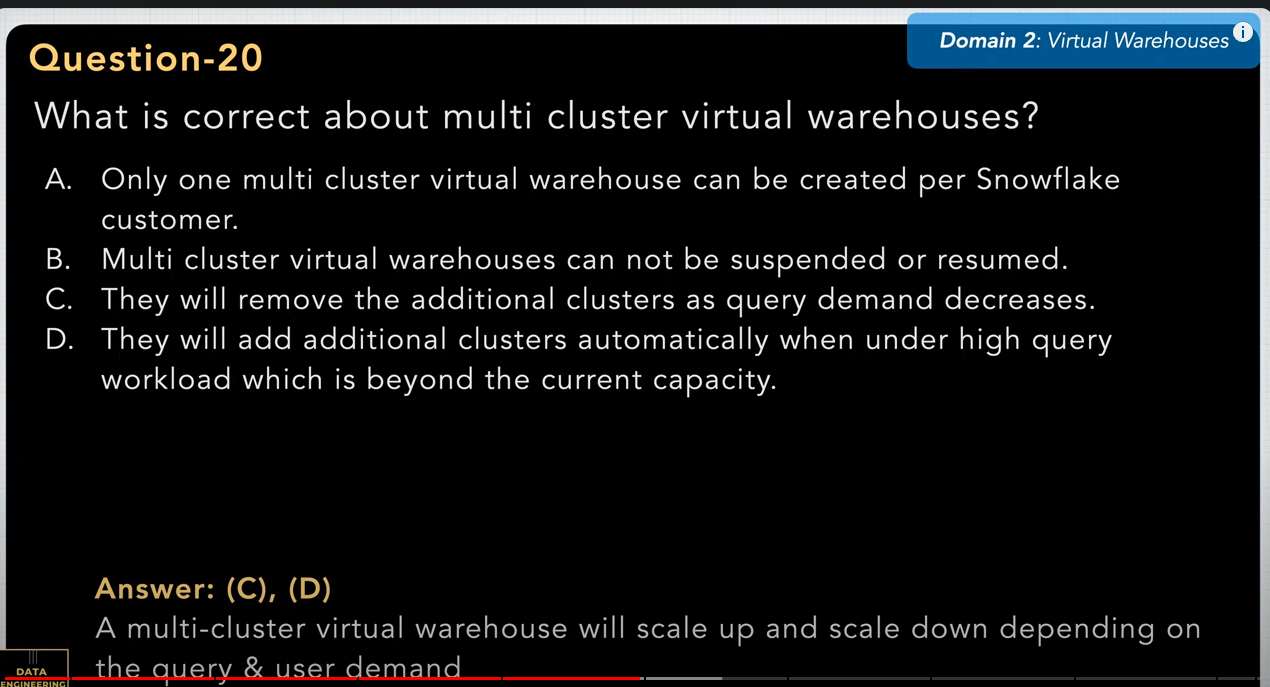 Question-20
Domain 2: Virtual Warehouses
i
What is correct about multi cluster virtual warehouses?
A. Only one multi cluster virtual warehouse can be created per Snowflake
customer.
B. Multi cluster virtual warehouses can not be suspended or resumed.
C. They will remove the additional clusters as query demand decreases.
D. They will add additional clusters automatically when under high query
workload which is beyond the current capacity.
Answer: (C), (D)
A multi-cluster virtual warehouse will scale up and scale down depending on
the query & user demand
DATA
ENGINEERING